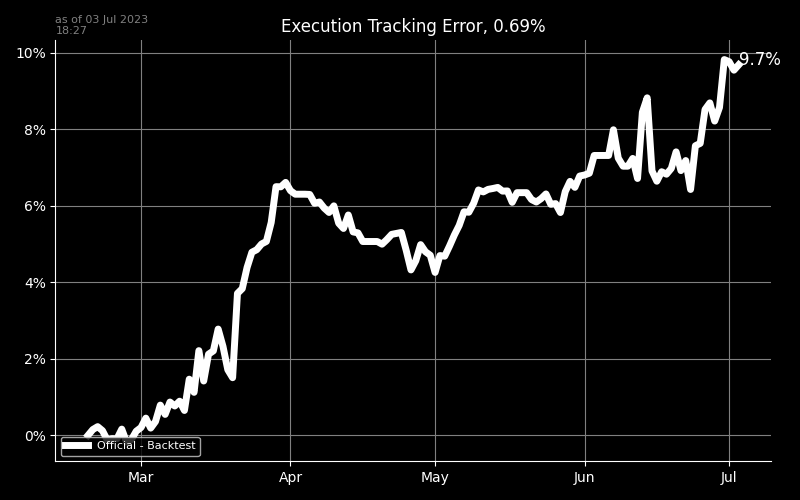 as of 03 Jul 2023
18:27
Execution Tracking Error, 0.69%
10%
9.7%
8%
6%
4%
2%
0%
Official - Backtest
Mar Apr May Jun Jul